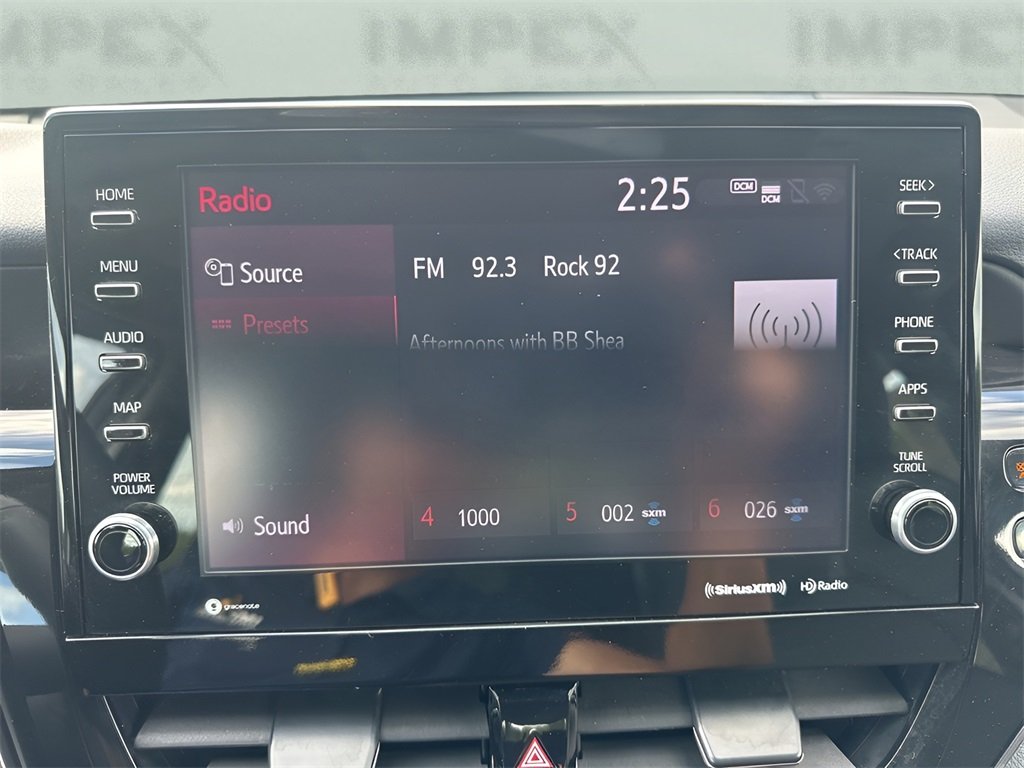 IMPEX IMPEX IMPEX
HOME
MENU
AUDIO
MAP
POWER
VOLUME
Radio
2:25 DCM DCM
Source
Presets
FM 92.3 Rock 92
Afternoons with BB Shea
Sound
4 1000 5 002 sxm 6 026 sxm
SEEK>
<TRACK
PHONE
APPS
TUNE
SCROLL
gracenote
((SiriusXM)) HD Radio